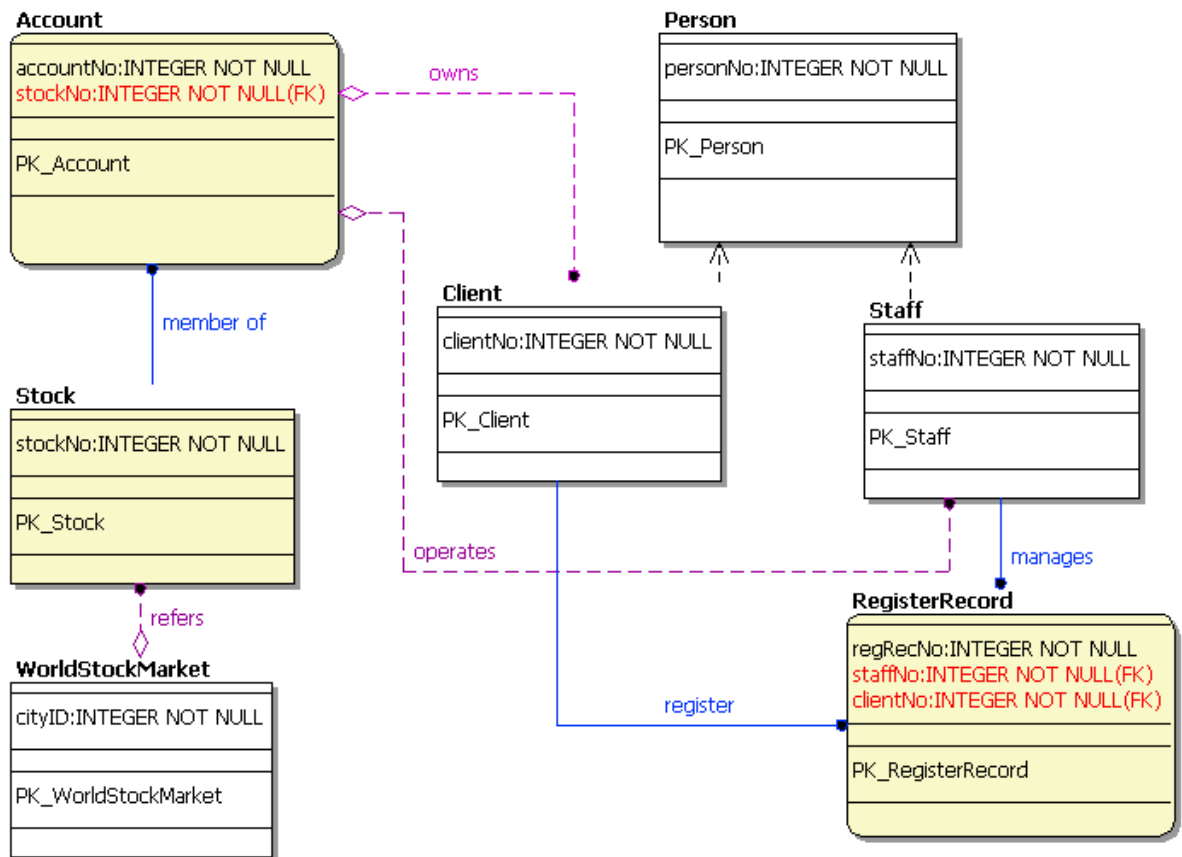 Account
accountNo:INTEGER NOT NULL
stockNo:INTEGER NOT NULL(FK)
PK_Account
owns
Person
personNo:INTEGER NOT NULL
PK_Person
member of
Client
clientNo:INTEGER NOT NULL
PK_Client
Staff
staffNo:INTEGER NOT NULL
PK_Staff
Stock
stockNo:INTEGER NOT NULL
PK_Stock
operates
manages
refers
WorldStockMarket
cityID:INTEGER NOT NULL
PK_WorldStockMarket
register
RegisterRecord
regRecNo:INTEGER NOT NULL
staffNo:INTEGER NOT NULL(FK)
clientNo:INTEGER NOT NULL(FK)
PK_RegisterRecord